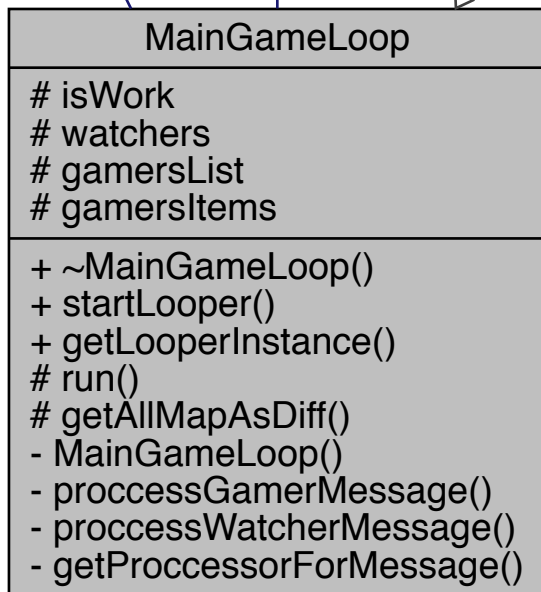 MainGameLoop
# isWork
# watchers
# gamersList
# gamersItems
+ ~MainGameLoop()
+ startLooper()
+ getLooperInstance()
# run()
# getAllMapAsDiff()
- MainGameLoop()
- proccessGamerMessage()
- proccessWatcherMessage()
- getProccessorForMessage()